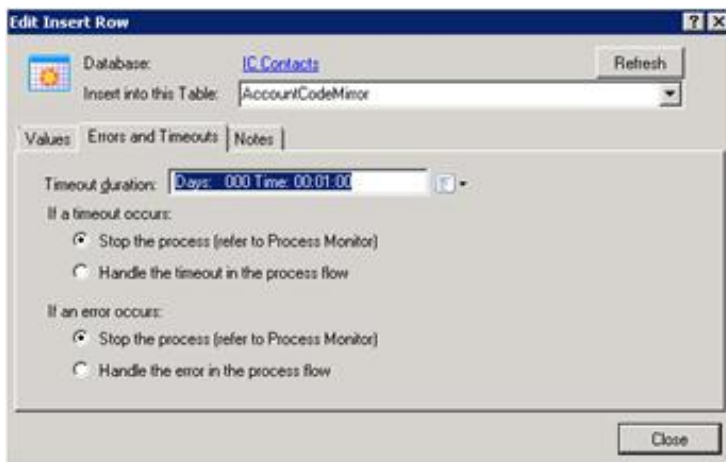 Edit Insert Row
Database: IC Contacts Refresh
Insert into this Table: AccountCodeMirror
Values Errors and Timeouts Notes
Timeout duration: Days: 000 Time: 00:01:00
If a timeout occurs:
Stop the process (refer to Process Monitor)
Handle the timeout in the process flow
If an error occurs:
Stop the process (refer to Process Monitor)
Handle the error in the process flow
Close